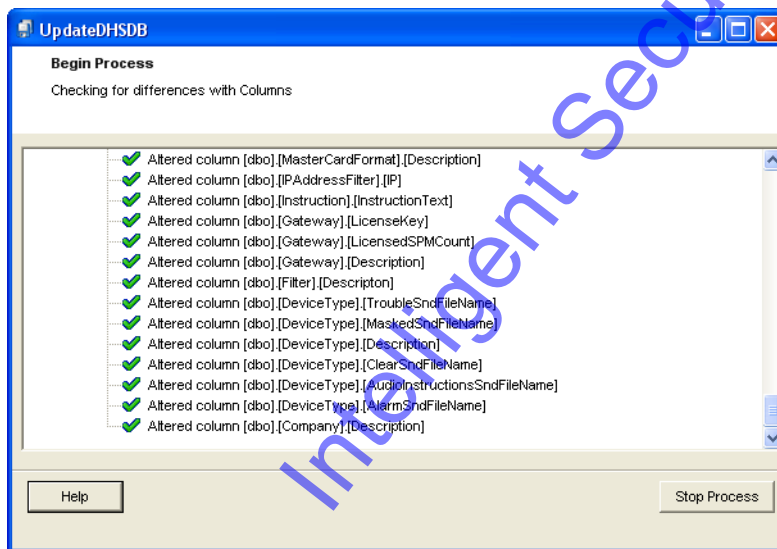 UpdateDHSDB
Begin Process
Checking for differences with Columns
Altered column [dbo].[MasterCardFormat].[Description]
Altered column [dbo].[IPAddressFilter].[IP]
Altered column [dbo].[Instruction].[InstructionText]
Altered column [dbo].[Gateway].[LicenseKey]
Altered column [dbo].[Gateway].[LicensedSPMCount]
Altered column [dbo].[Gateway].[Description]
Altered column [dbo].[Filter].[Descripton]
Altered column [dbo].[DeviceType].[TroubleSndFileName]
Altered column [dbo].[DeviceType].[MaskedSndFileName]
Altered column [dbo].[DeviceType].[Description]
Altered column [dbo].[DeviceType].[ClearSndFileName]
Altered column [dbo].[DeviceType].[AudioInstructionsSndFileName]
Altered column [dbo].[DeviceType].[AlarmSndFileName]
Altered column [dbo].[Company].[Description]
Help
Stop Process
Intelligent Secu